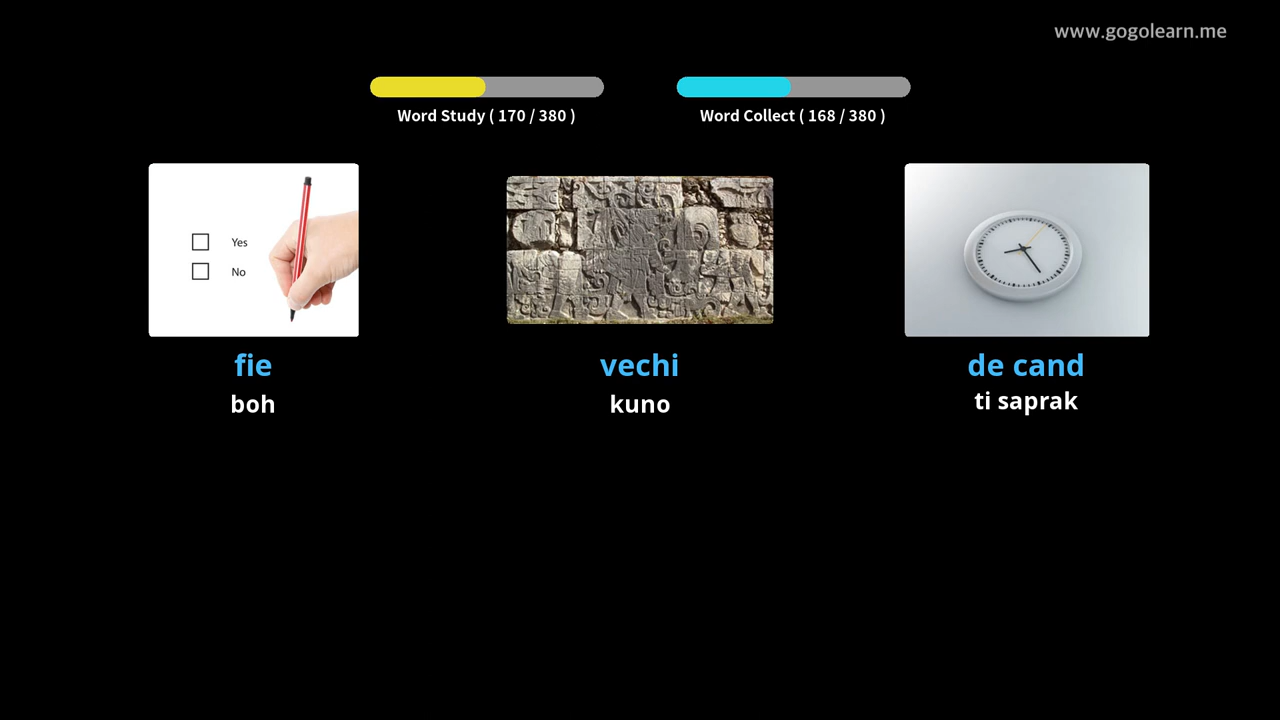 www.gogolearn.me
Word Study ( 170 / 380 )
Word Collect ( 168 / 380 )
Yes
No
fie
boh
vechi
kuno
de cand
ti saprak